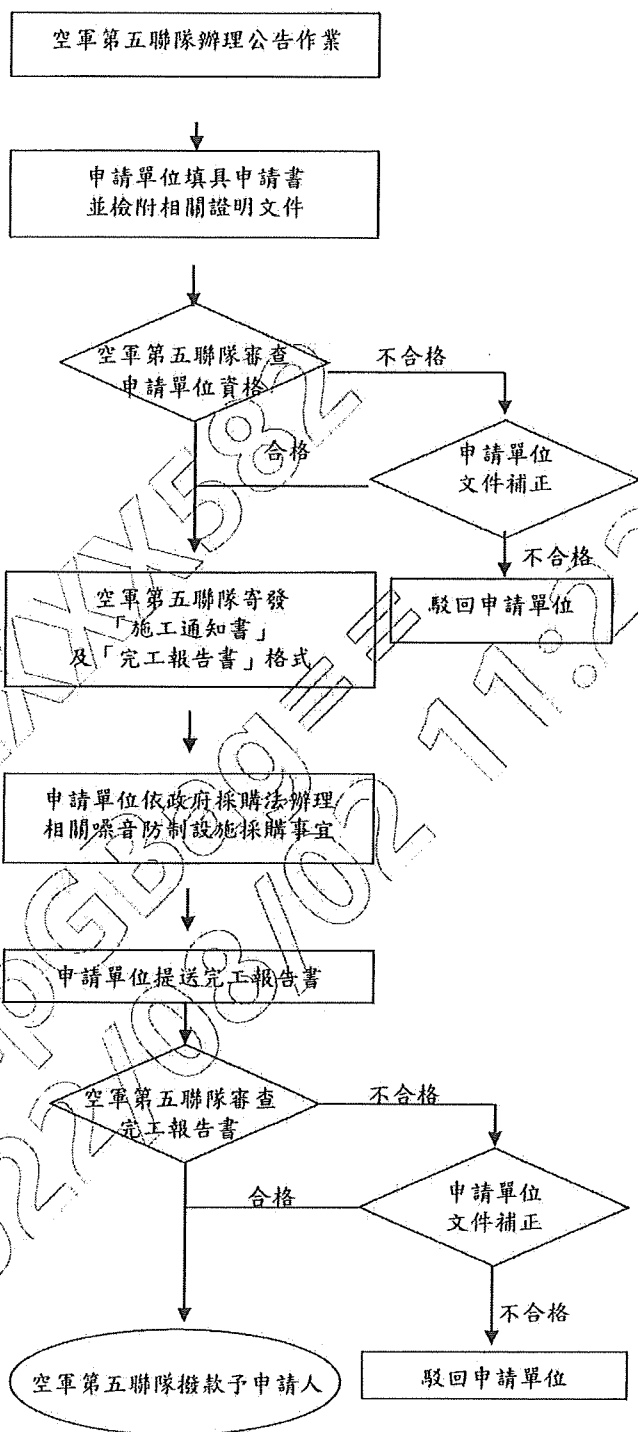 空軍第五聯隊辦理公告作業
申請單位填具申請書
並檢附相關證明文件
空軍第五聯隊審查
申請單位資格
不合格
合格
申請單位
文件補正
不合格
空軍第五聯隊寄發
「施工通知書」
及「完工報告書」格式
駁回申請單位
申請單位依政府採購法辦理
相關噪音防制設施採購事宜
申請單位提送完工報告書
空軍第五聯隊審查
完工報告書
不合格
合格
申請單位
文件補正
不合格
空軍第五聯隊撥款予申請人
駁回申請單位